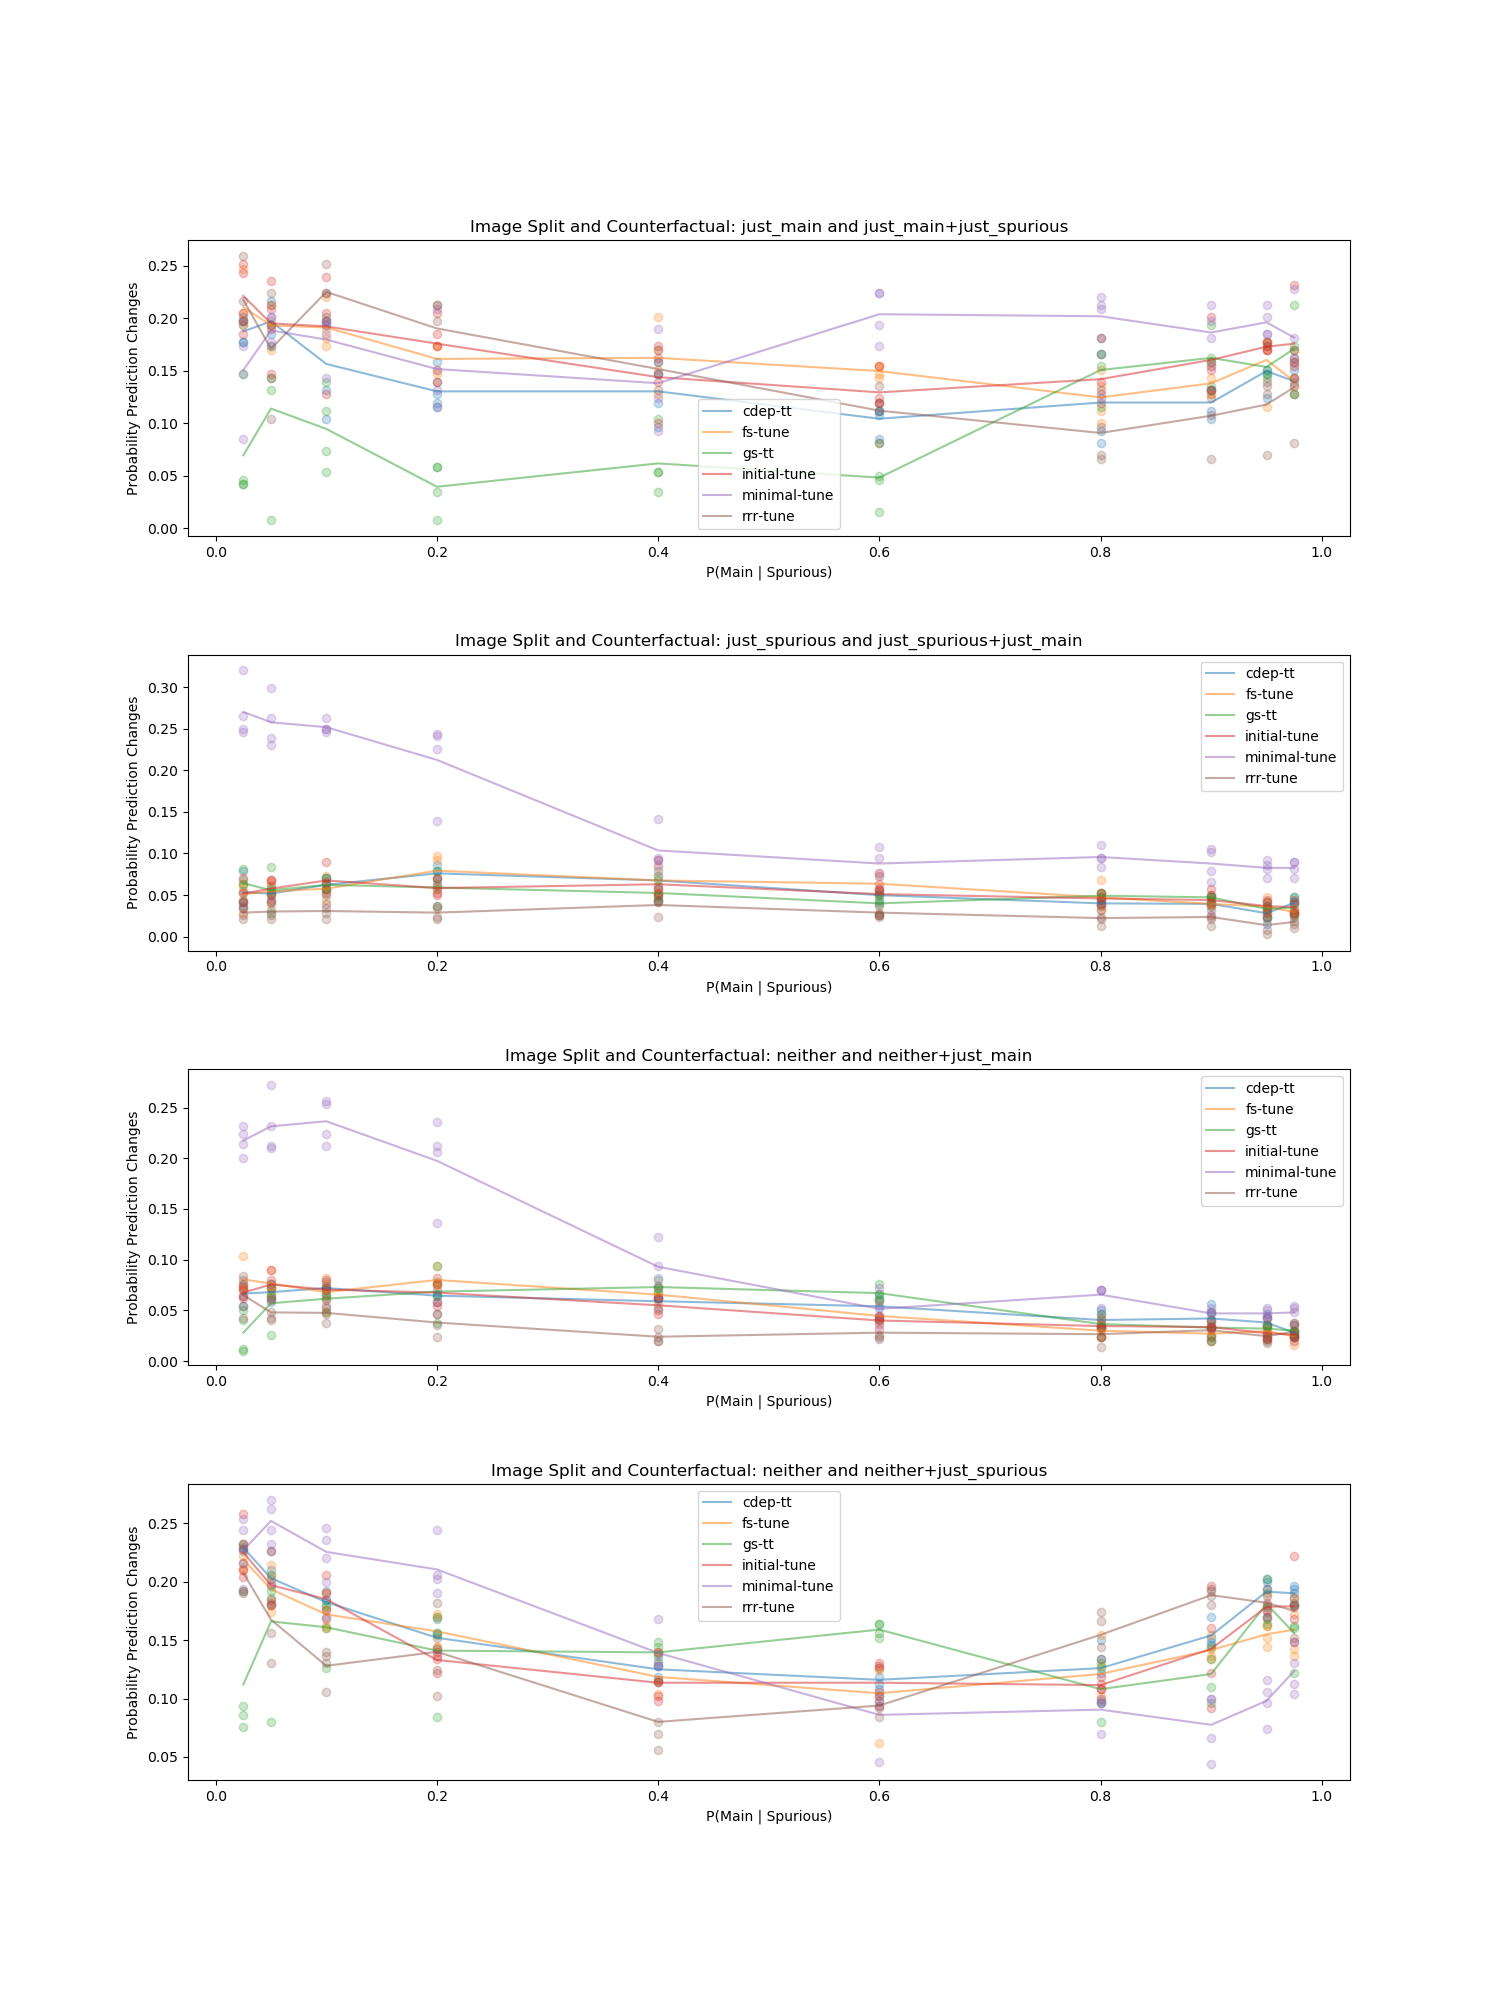 Image Split and Counterfactual: just_main and just_main+just_spurious
Probability Prediction Changes
0.25
0.20
0.15
0.10
0.05
0.00
cdep-tt
fs-tune
gs-tt
initial-tune
minimal-tune
rrr-tune
0.0 0.2 0.4 0.6 0.8 1.0
P(Main | Spurious)
Image Split and Counterfactual: just_spurious and just_spurious+just_main
Probability Prediction Changes
0.30
0.25
0.20
0.15
0.10
0.05
0.00
cdep-tt
fs-tune
gs-tt
initial-tune
minimal-tune
rrr-tune
0.0 0.2 0.4 0.6 0.8 1.0
P(Main | Spurious)
Image Split and Counterfactual: neither and neither+just_main
Probability Prediction Changes
0.25
0.20
0.15
0.10
0.05
0.00
cdep-tt
fs-tune
gs-tt
initial-tune
minimal-tune
rrr-tune
0.0 0.2 0.4 0.6 0.8 1.0
P(Main | Spurious)
Image Split and Counterfactual: neither and neither+just_spurious
Probability Prediction Changes
0.25
0.20
0.15
0.10
0.05
cdep-tt
fs-tune
gs-tt
initial-tune
minimal-tune
rrr-tune
0.0 0.2 0.4 0.6 0.8 1.0
P(Main | Spurious)